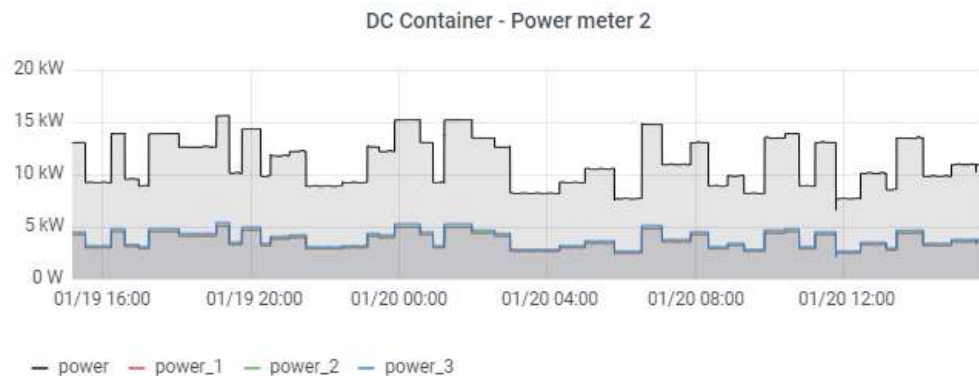 DC Container - Power meter 2
20 kW
15 kW
10 kW
5 kW
0 W
01/19 16:00 01/19 20:00 01/20 00:00 01/20 04:00 01/20 08:00 01/20 12:00
power power_1 power_2 power_3